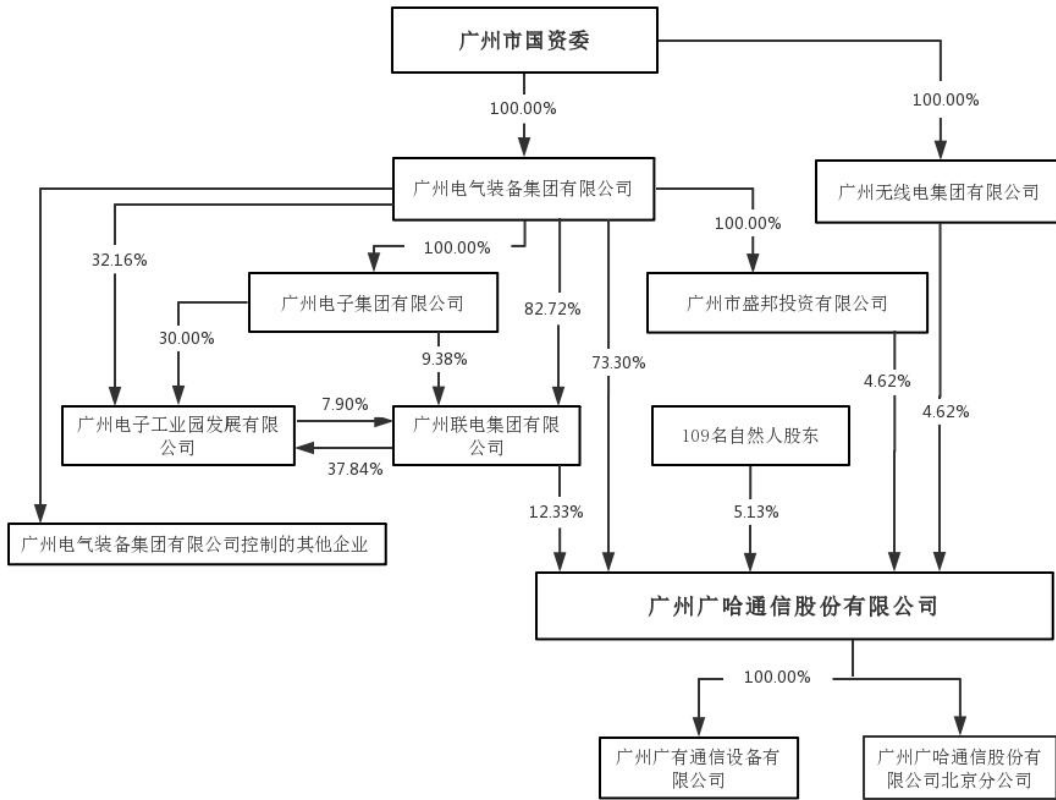 广州市国资委
100.00%
100.00%
广州电气装备集团有限公司
广州无线电集团有限公司
100.00%
100.00%
32.16%
广州电子集团有限公司
82.72%
广州市盛邦投资有限公司
30.00%
9.38%
73.30%
4.62%
4.62%
广州电子工业园发展有限
公司
7.90%
37.84%
广州联电集团有限
公司
109名自然人股东
12.33%
5.13%
广州电气装备集团有限公司控制的其他企业
广州广哈通信股份有限公司
100.00%
广州广有通信设备有
限公司
广州广哈通信股份有
限公司北京分公司